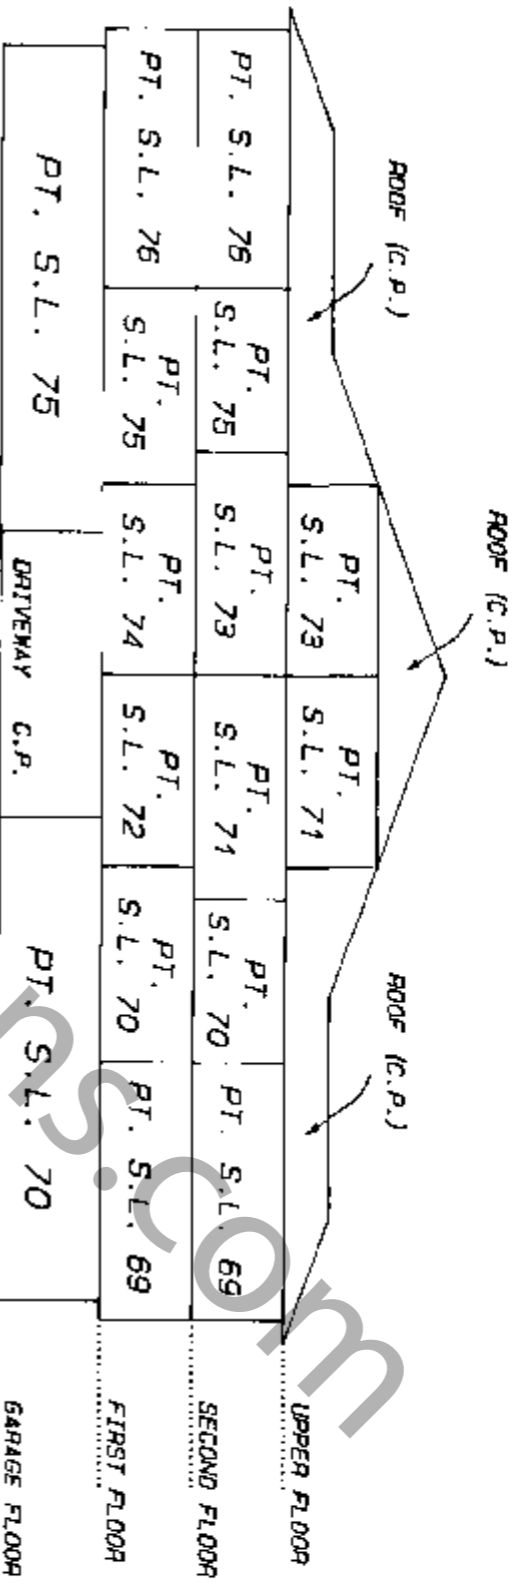 ROOF (C.P.)
ROOF (C.P.)
ROOF (C.P.)
PT.
S.L. 73
PT.
S.L. 71
UPPER FLOOR
PT. S.L. 76
PT.
S.L. 75
PT.
S.L. 73
PT.
S.L. 71
PT.
S.L. 70
PT. S.L. 69
SECOND FLOOR
PT. S.L. 76
PT.
S.L. 75
PT.
S.L. 74
PT.
S.L. 72
PT.
S.L. 70
PT. S.L. 69
FIRST FLOOR
PT. S.L. 75
DRIVEWAY C.P.
PT. S.L. 70
GARAGE FLOOR
ns.com